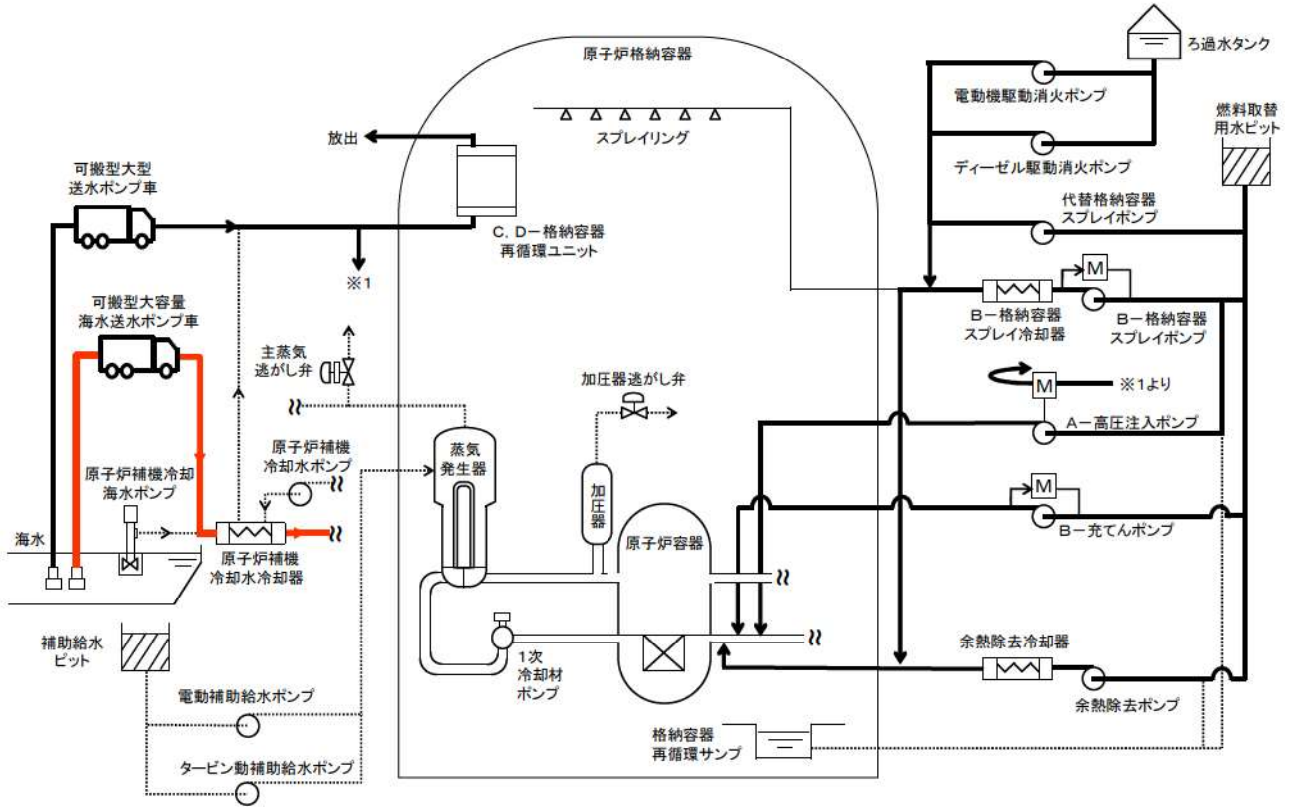 原子炉格納容器
ろ過水タンク
電動機駆動消火ポンプ
燃料取替
用水ピット
放出
スプレイリング
ディーゼル駆動消火ポンプ
可搬型大型
送水ポンプ車
代替格納容器
スプレイポンプ
C,D-格納容器
再循環ユニット
※1
M
B-格納容器
スプレイ冷却器
B-格納容器
スプレイポンプ
可搬型大容量
海水送水ポンプ車
主蒸気
逃がし弁
加圧器逃がし弁
M
※1より
A-高圧注入ポンプ
原子炉補機
冷却水ポンプ
蒸気
発生器
原子炉補機冷却
海水ポンプ
加圧器
M
B-充てんポンプ
海水
原子炉容器
原子炉補機
冷却水冷却器
補助給水
ピット
1次
冷却材
ポンプ
余熱除去冷却器
電動補助給水ポンプ
余熱除去ポンプ
格納容器
再循環サンプ
タービン動補助給水ポンプ